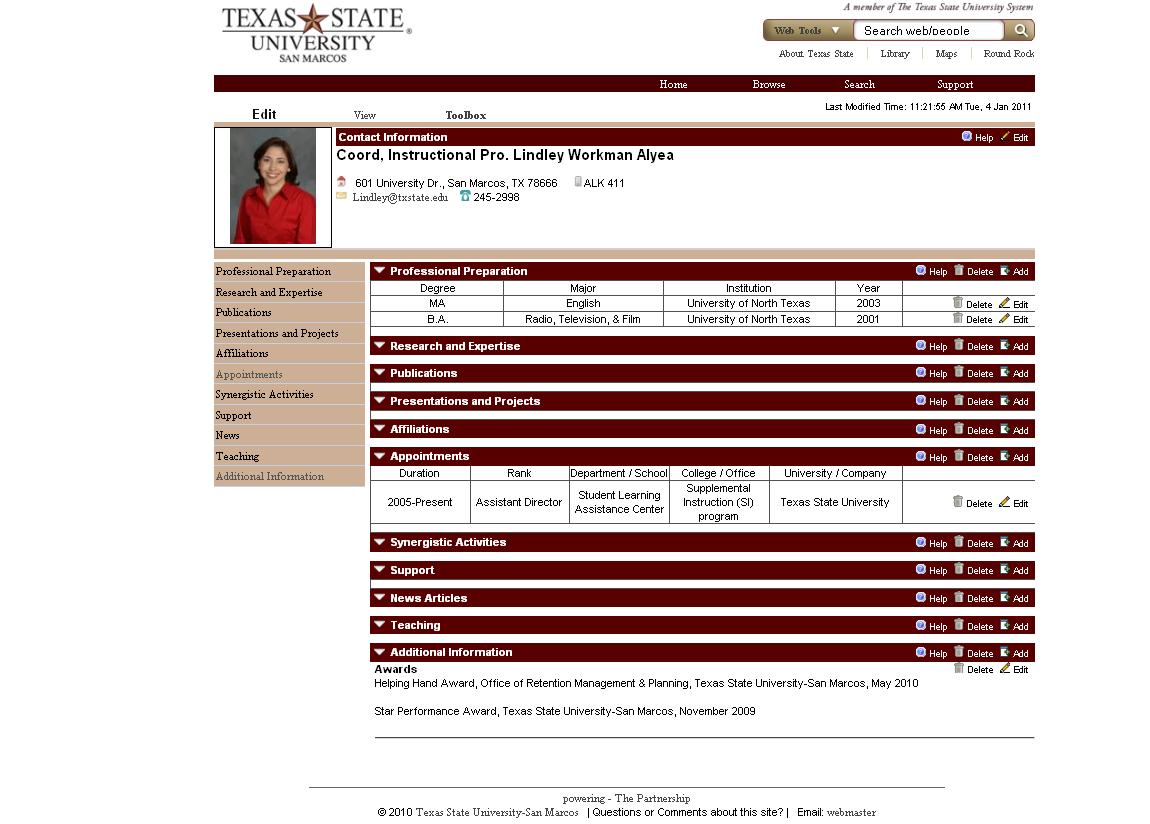 A member of The Texas State University System
TEXAS STATE
UNIVERSITY
SAN MARCOS
®
Web Tools ▼ Search web/people
About Texas State Library Maps Round Rock
Home Browse Search Support
Last Modified Time: 11:21:55 AM Tue, 4 Jan 2011
Edit View Toolbox
Contact Information Help Edit
Coord, Instructional Pro. Lindley Workman Alyea
601 University Dr., San Marcos, TX 78666 ALK 411
Lindley@txstate.edu 245-2998
Professional Preparation
Research and Expertise
Publications
Presentations and Projects
Affiliations
Appointments
Synergistic Activities
Support
News
Teaching
Additional Information
Professional Preparation Help Delete Add
Degree Major Institution Year
MA English University of North Texas 2003 Delete Edit
B.A. Radio, Television, & Film University of North Texas 2001 Delete Edit
Research and Expertise Help Delete Add
Publications Help Delete Add
Presentations and Projects Help Delete Add
Affiliations Help Delete Add
Appointments Help Delete Add
Duration Rank Department / School College / Office University / Company
2005-Present Assistant Director Student Learning Assistance Center Supplemental Instruction (SI) program Texas State University Delete Edit
Synergistic Activities Help Delete Add
Support Help Delete Add
News Articles Help Delete Add
Teaching Help Delete Add
Additional Information Help Delete Add
Awards Delete Edit
Helping Hand Award, Office of Retention Management & Planning, Texas State University-San Marcos, May 2010
Star Performance Award, Texas State University-San Marcos, November 2009
powering - The Partnership
© 2010 Texas State University-San Marcos | Questions or Comments about this site? | Email: webmaster